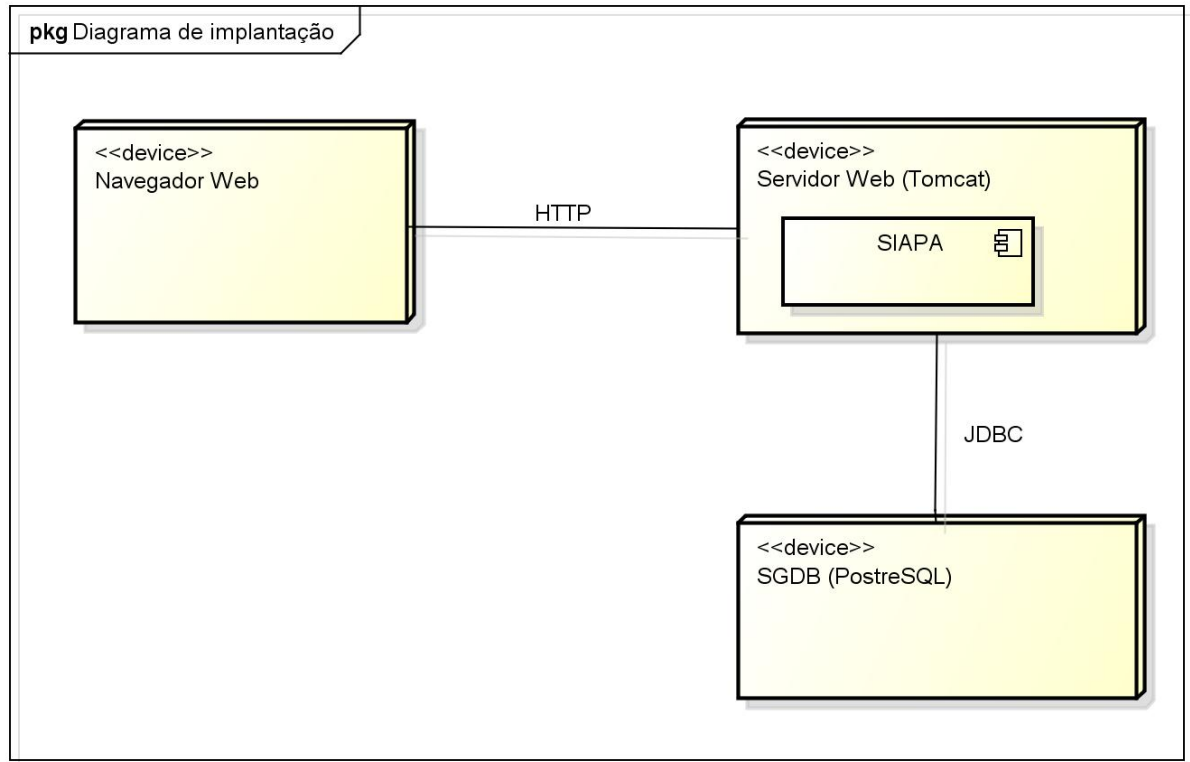 pkg Diagrama de implantação
<<device>>
Navegador Web
HTTP
<<device>>
Servidor Web (Tomcat)
SIAPA
JDBC
<<device>>
SGDB (PostreSQL)